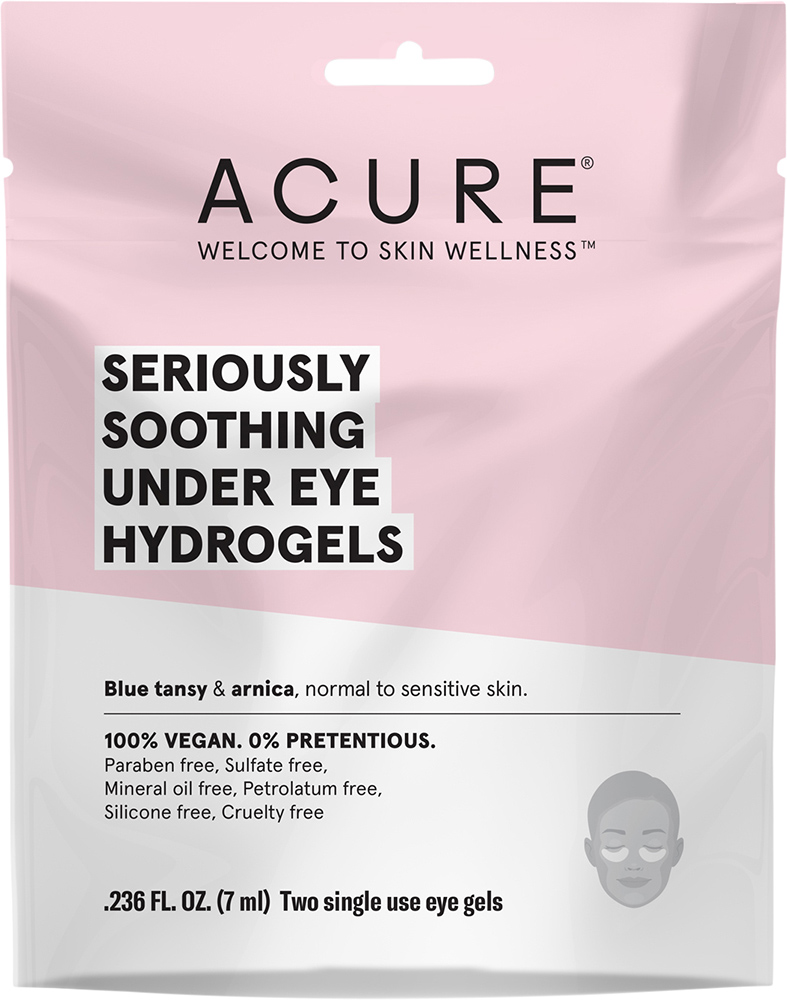 ACURE®
WELCOME TO SKIN WELLNESS™
SERIOUSLY
SOOTHING
UNDER EYE
HYDROGELS
Blue tansy & arnica, normal to sensitive skin.
100% VEGAN. 0% PRETENTIOUS.
Paraben free, Sulfate free,
Mineral oil free, Petrolatum free,
Silicone free, Cruelty free
.236 FL. OZ. (7 ml) Two single use eye gels